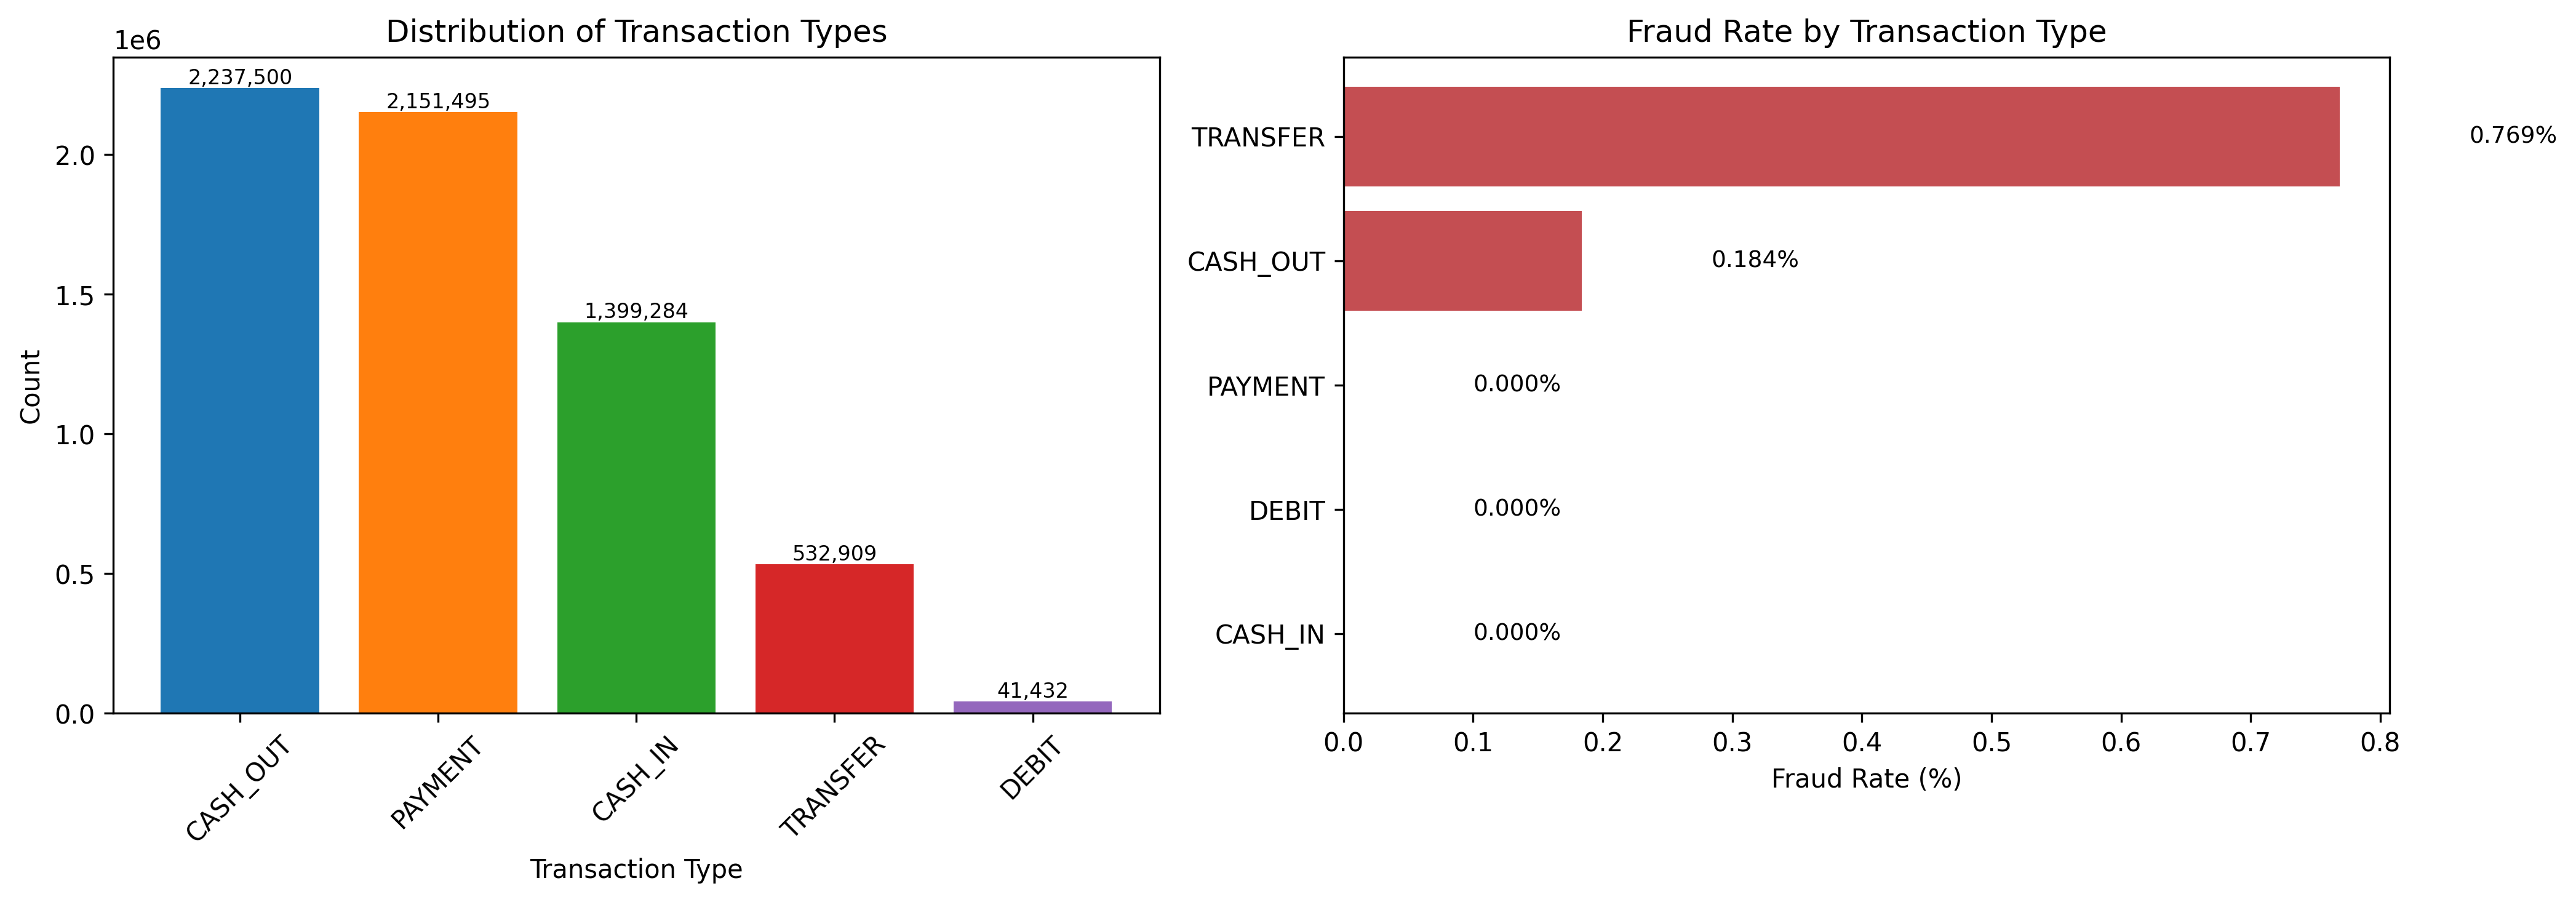 Distribution of Transaction Types
1e6
2,237,500
2,151,495
1,399,284
532,909
41,432
2.0
1.5
1.0
0.5
0.0
Count
CASH_OUT
PAYMENT
CASH_IN
TRANSFER
DEBIT
Transaction Type
Fraud Rate by Transaction Type
TRANSFER 0.769%
CASH_OUT 0.184%
PAYMENT 0.000%
DEBIT 0.000%
CASH_IN 0.000%
0.0 0.1 0.2 0.3 0.4 0.5 0.6 0.7 0.8
Fraud Rate (%)